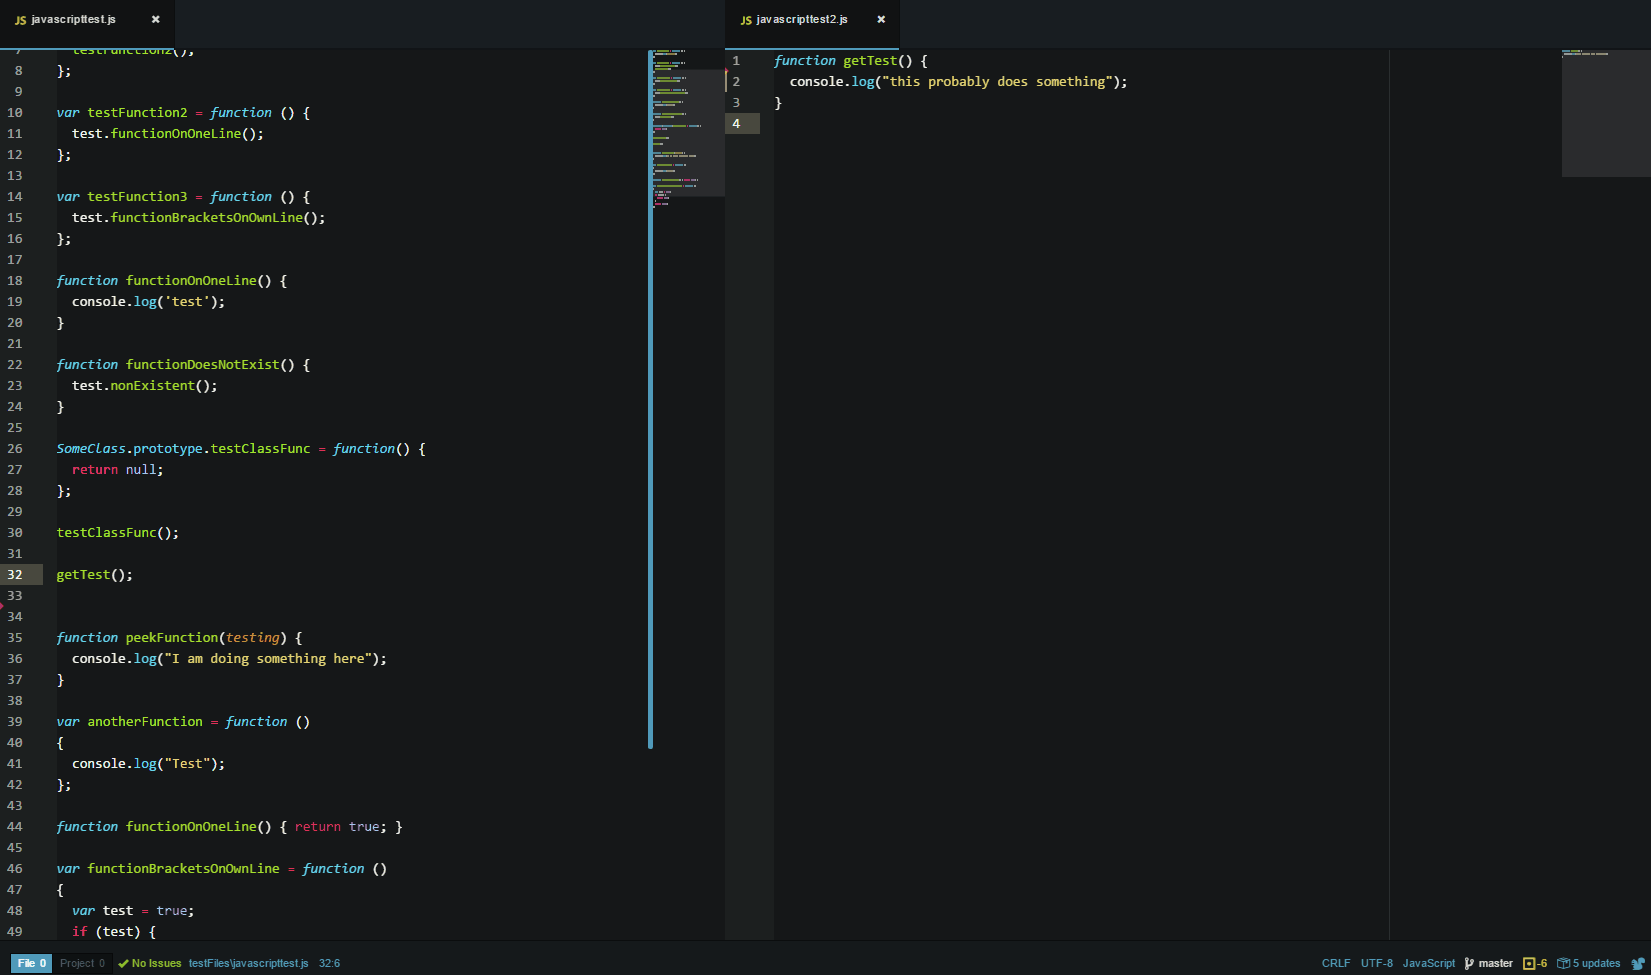 JS javascripttest.js ×
7 testFunction2();
8 };
9
10 var testFunction2 = function () {
11 test.functionOnOneLine();
12 };
13
14 var testFunction3 = function () {
15 test.functionBracketsOnOwnLine();
16 };
17
18 function functionOnOneLine() {
19 console.log('test');
20 }
21
22 function functionDoesNotExist() {
23 test.nonExistent();
24 }
25
26 SomeClass.prototype.testClassFunc = function() {
27 return null;
28 };
29
30 testClassFunc();
31
32 getTest();
33
34
35 function peekFunction(testing) {
36 console.log("I am doing something here");
37 }
38
39 var anotherFunction = function ()
40 {
41 console.log("Test");
42 };
43
44 function functionOnOneLine() { return true; }
45
46 var functionBracketsOnOwnLine = function ()
47 {
48 var test = true;
49 if (test) {
JS javascripttest2.js ×
1 function getTest() {
2 console.log("this probably does something");
3 }
4
File 0 Project 0 No Issues testFiles\javascripttest.js 32:6 CRLF UTF-8 JavaScript master -6 5 updates